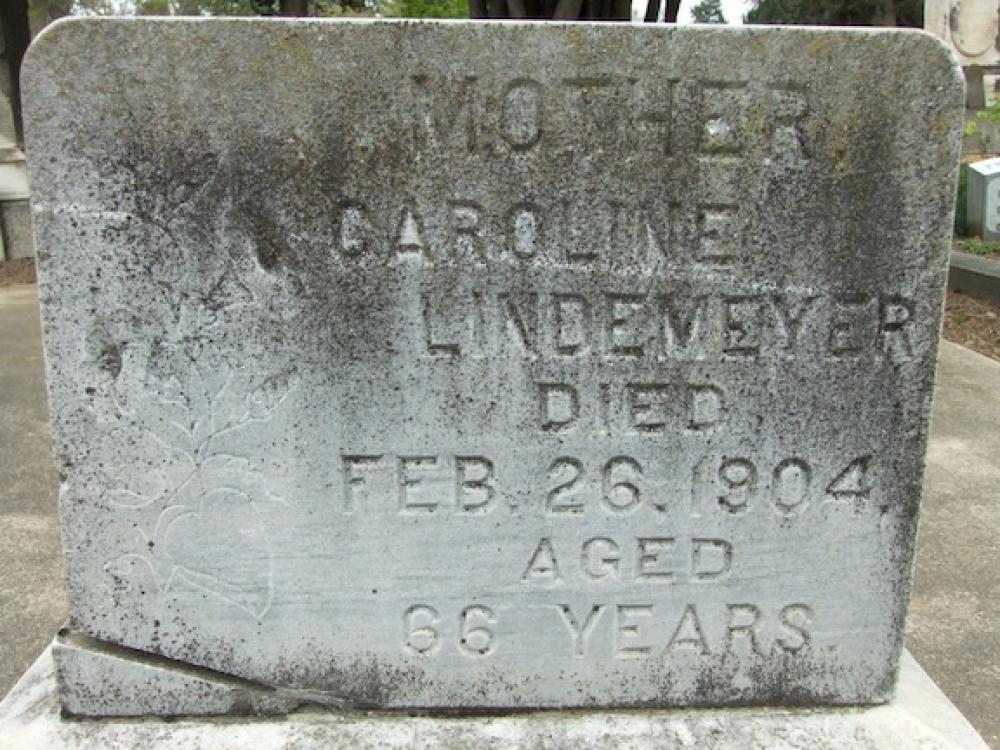 MOTHER
CAROLINE
LINDEMEYER
DIED
FEB. 26, 1904
AGED
66 YEARS.